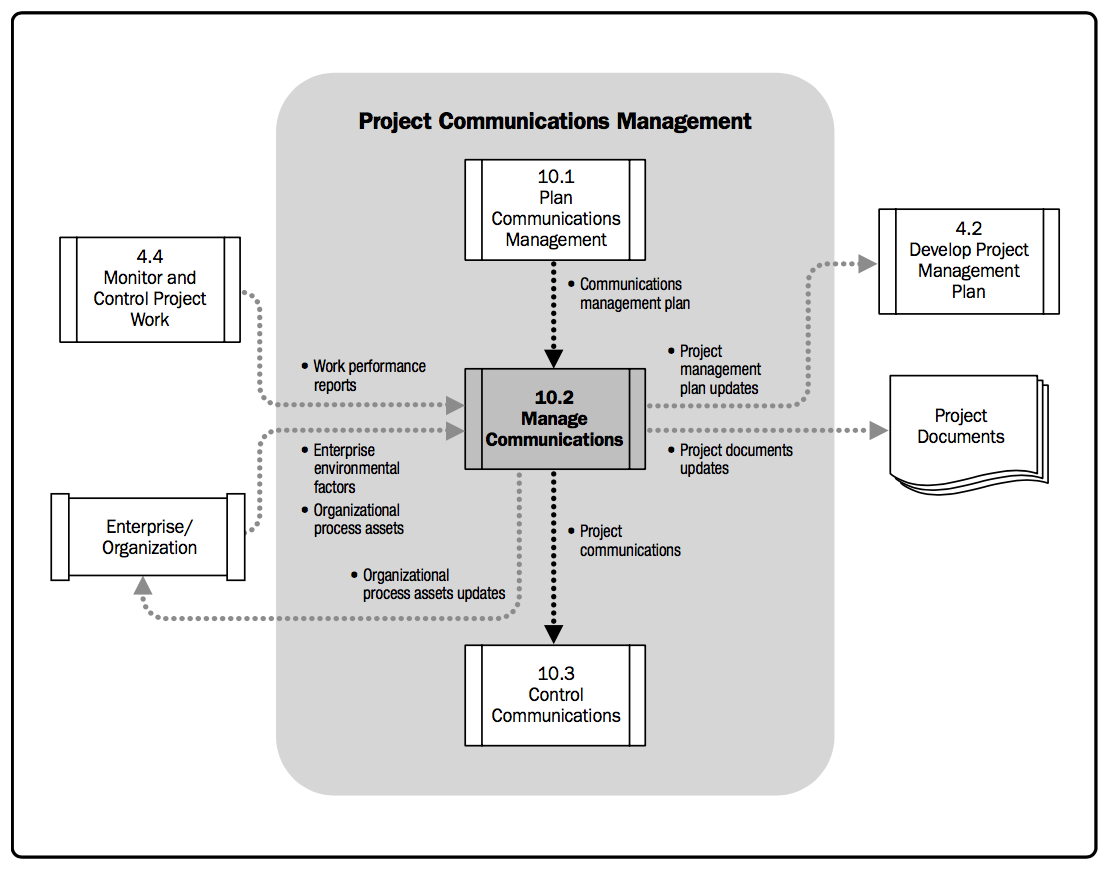 Project Communications Management
10.1
Plan
Communications
Management
• Communications
management plan
4.4
Monitor and
Control Project
Work
4.2
Develop Project
Management
Plan
• Work performance
reports
• Project
management
plan updates
10.2
Manage
Communications
Project
Documents
• Enterprise
environmental
factors
• Organizational
process assets
• Project documents
updates
Enterprise/
Organization
• Project
communications
• Organizational
process assets updates
10.3
Control
Communications